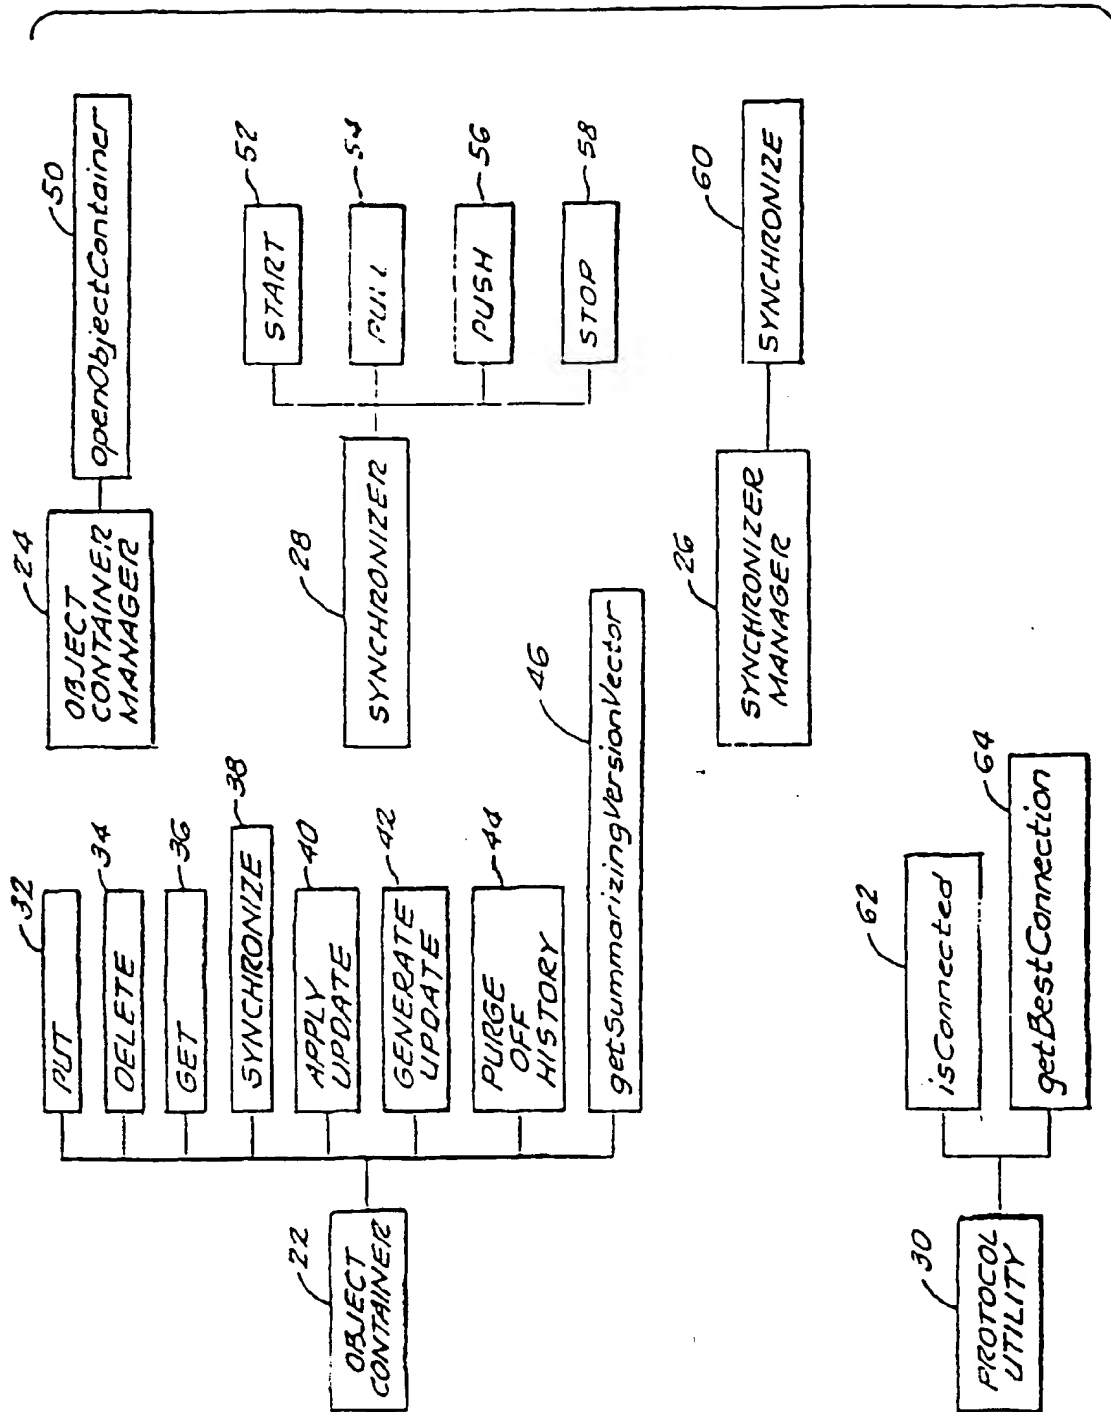 22
OBJECT
CONTAINER
32
PUT
34
DELETE
36
GET
38
SYNCHRONIZE
40
APPLY
UPDATE
42
GENERATE
UPDATE
44
PURGE
OFF
HISTORY
46
getSummarizingVersionVector
24
OBJECT
CONTAINER
MANAGER
50
openObjectContainer
28
SYNCHRONIZER
52
START
54
PULL
56
PUSH
58
STOP
26
SYNCHRONIZER
MANAGER
60
SYNCHRONIZE
30
PROTOCOL
UTILITY
62
isConnected
64
getBestConnection